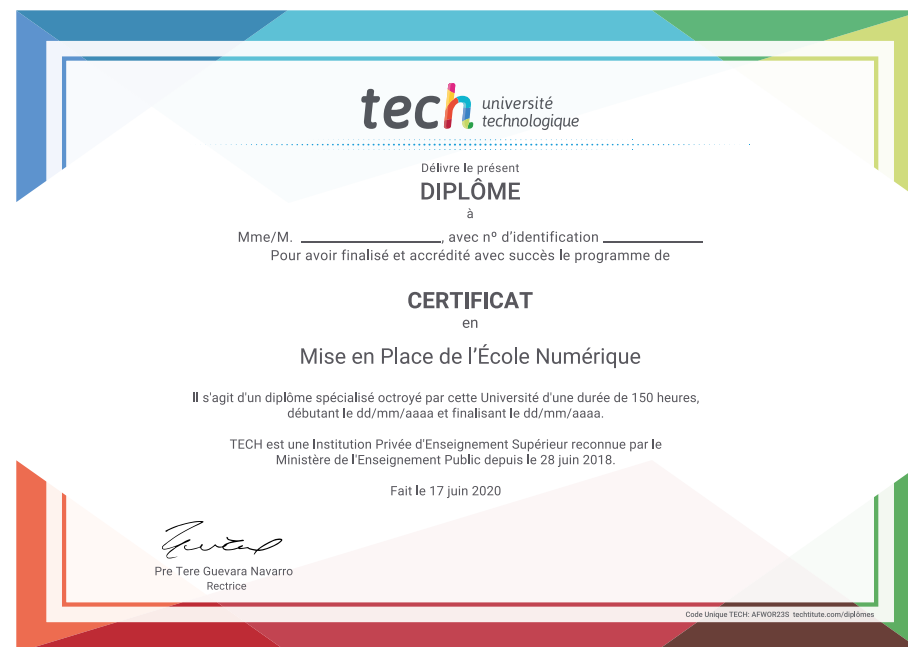 tech université
technologique
Délivre le présent
DIPLÔME
à
Mme/M. ____________________, avec nº d'identification ______________
Pour avoir finalisé et accrédité avec succès le programme de
CERTIFICAT
en
Mise en Place de l'École Numérique
Il s'agit d'un diplôme spécialisé octroyé par cette Université d'une durée de 150 heures,
débutant le dd/mm/aaaa et finalisant le dd/mm/aaaa.
TECH est une Institution Privée d'Enseignement Supérieur reconnue par le
Ministère de l'Enseignement Public depuis le 28 juin 2018.
Fait le 17 juin 2020
Pre Tere Guevara Navarro
Rectrice
Code Unique TECH: AFWOR23S techtitute.com/diplômes